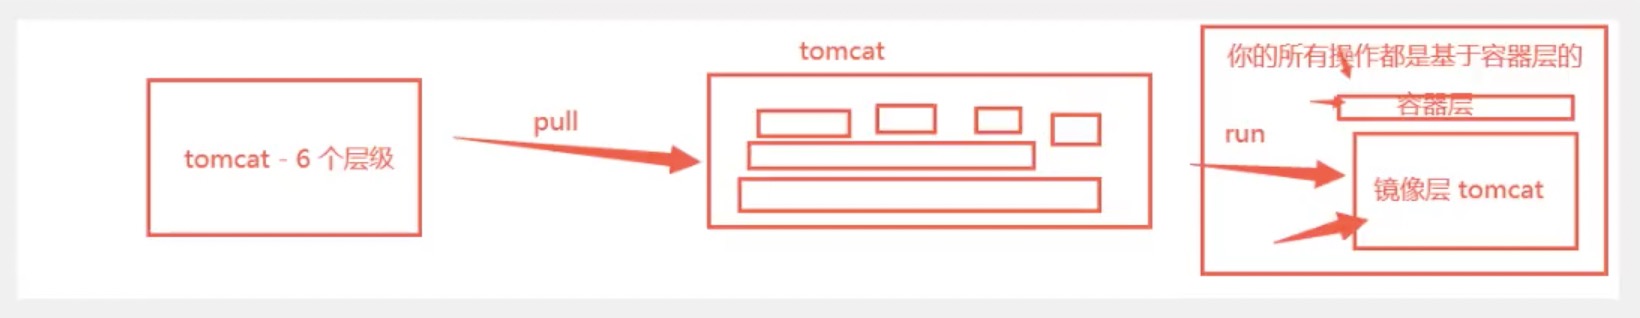 tomcat - 6 个层级
pull
tomcat
run
你的所有操作都是基于容器层的
容器层
镜像层 tomcat